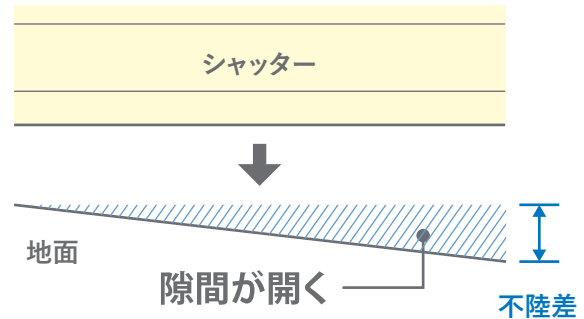 シャッター
地面
隙間が開く
不陸差